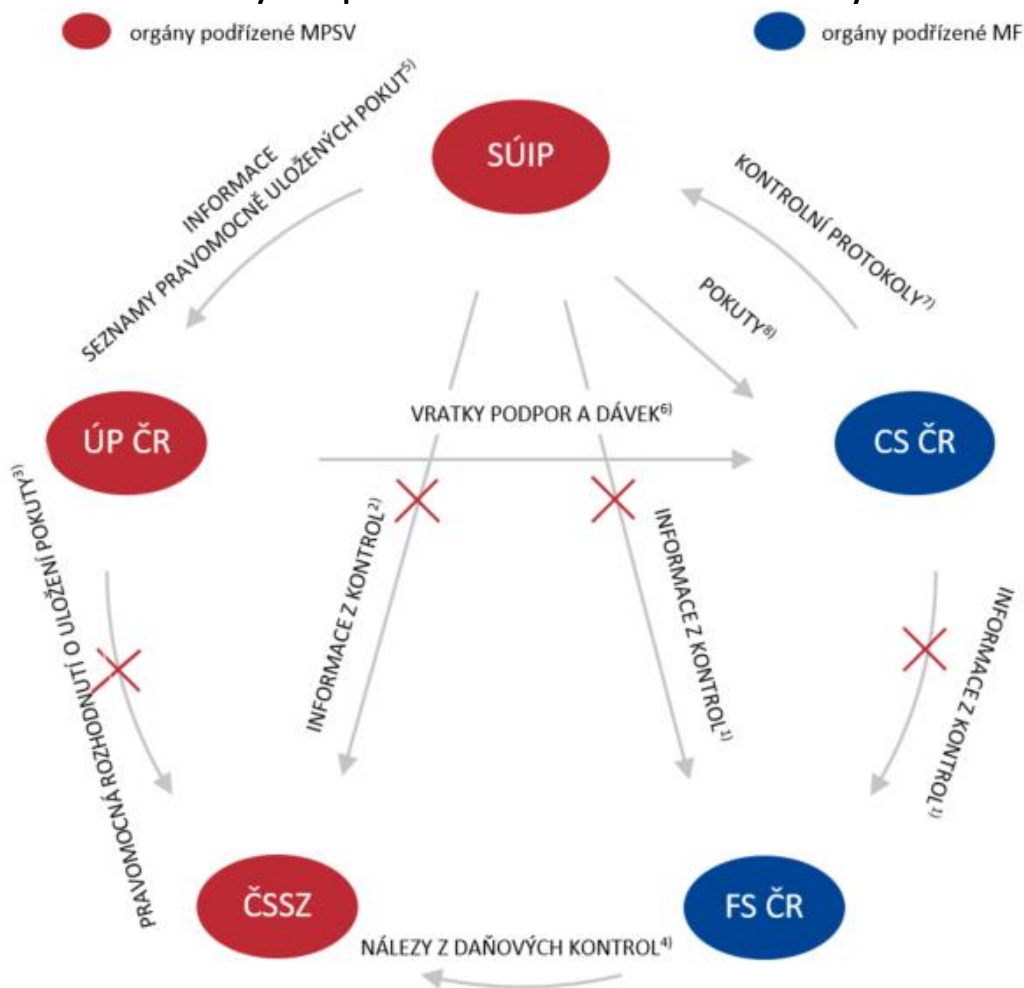 orgány podřízené MPSV
orgány podřízené MF
SÚIP
INFORMACE
SEZNAMY PRAVOMOCNĚ ULOŽENÝCH POKUT⁵⁾
KONTROLNÍ PROTOKOLY⁷⁾
POKUTY⁸⁾
VRATKY PODPOR A DÁVEK⁶⁾
ÚP ČR
CS ČR
PRAVOMOCNÁ ROZHODNUTÍ O ULOŽENÍ POKUTY³⁾
INFORMACE Z KONTROL²⁾
INFORMACE Z KONTROL¹⁾
INFORMACE Z KONTROL¹⁾
ČSSZ
FS ČR
NÁLEZY Z DAŇOVÝCH KONTROL⁴⁾